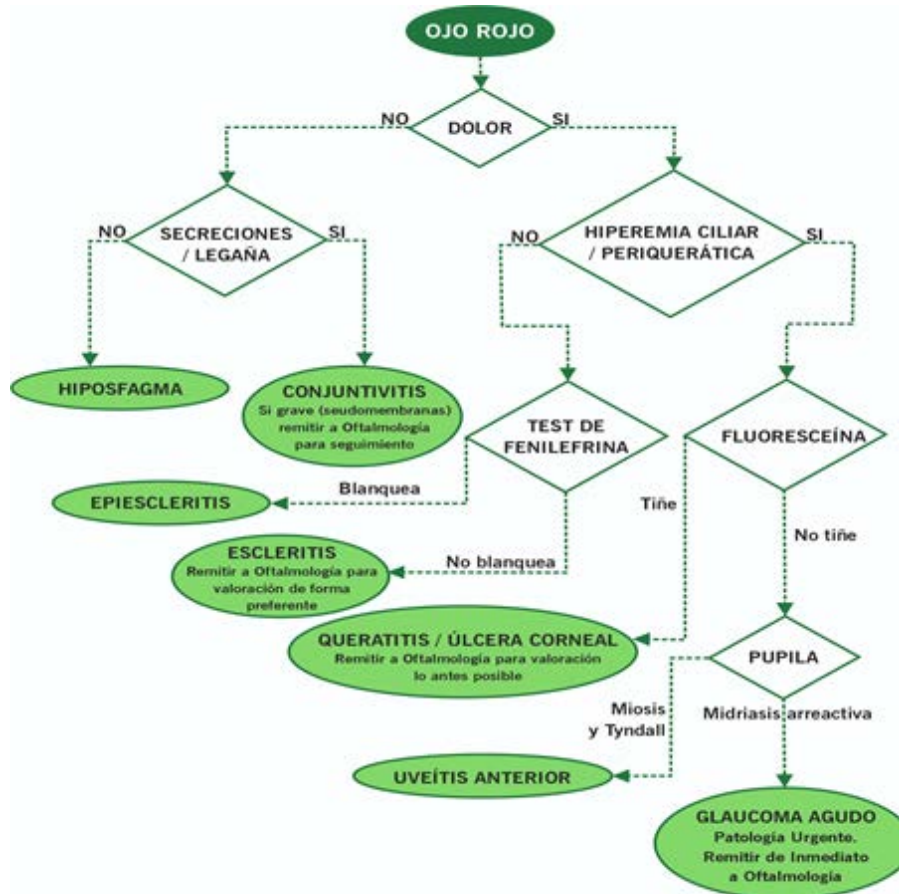 OJO ROJO
DOLOR
NO
SI
SECRECIONES
/ LEGAÑA
NO
SI
HIPEREMIA CILIAR
/ PERIQUERÁTICA
NO
SI
HIPOSFAGMA
CONJUNTIVITIS
Si grave (seudomembranas)
remitir a Oftalmología
para seguimiento
TEST DE
FENILEFRINA
FLUORESCEÍNA
Blanquea
EPIESCLERITIS
Tiñe
No tiñe
ESCLERITIS
Remitir a Oftalmología para
valoración de forma
preferente
No blanquea
QUERATITIS / ÚLCERA CORNEAL
Remitir a Oftalmología para valoración
lo antes posible
PUPILA
Miosis
y Tyndall
Midriasis arreactiva
UVEÍTIS ANTERIOR
GLAUCOMA AGUDO
Patología Urgente.
Remitir de Inmediato
a Oftalmología